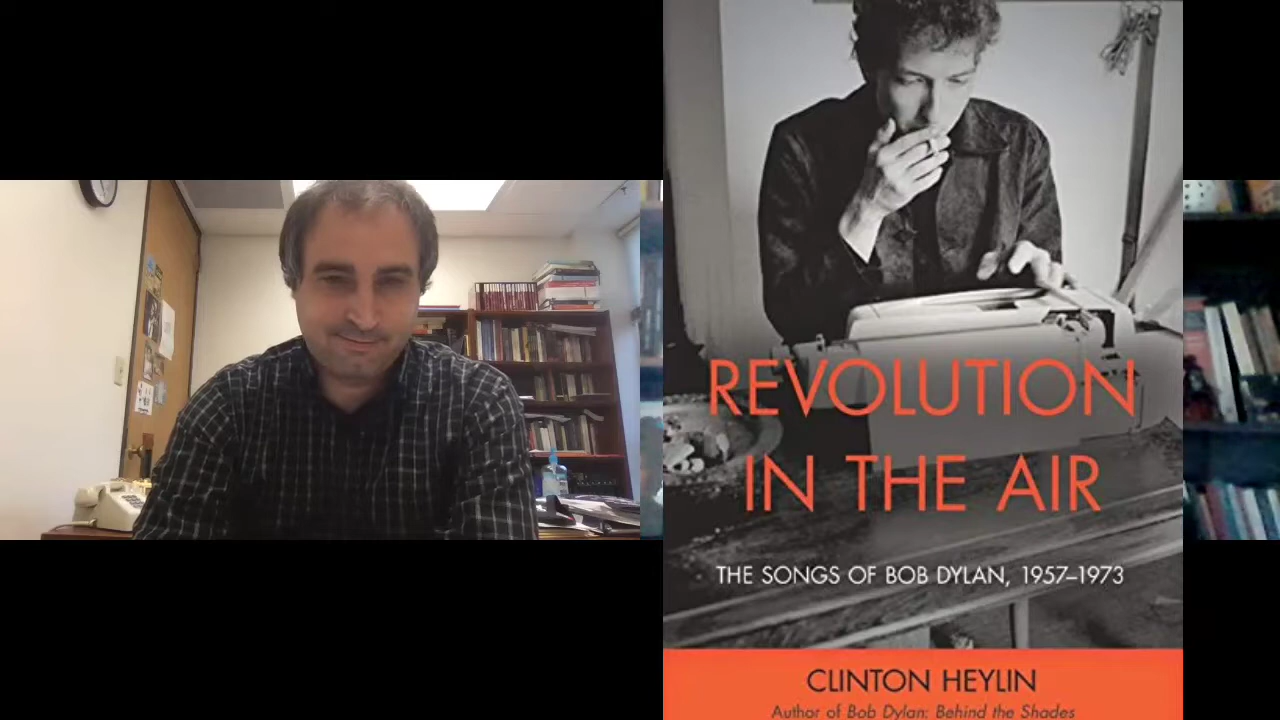 REVOLUTION
IN THE AIR
THE SONGS OF BOB DYLAN, 1957–1973
CLINTON HEYLIN
Author of Bob Dylan: Behind the Shades